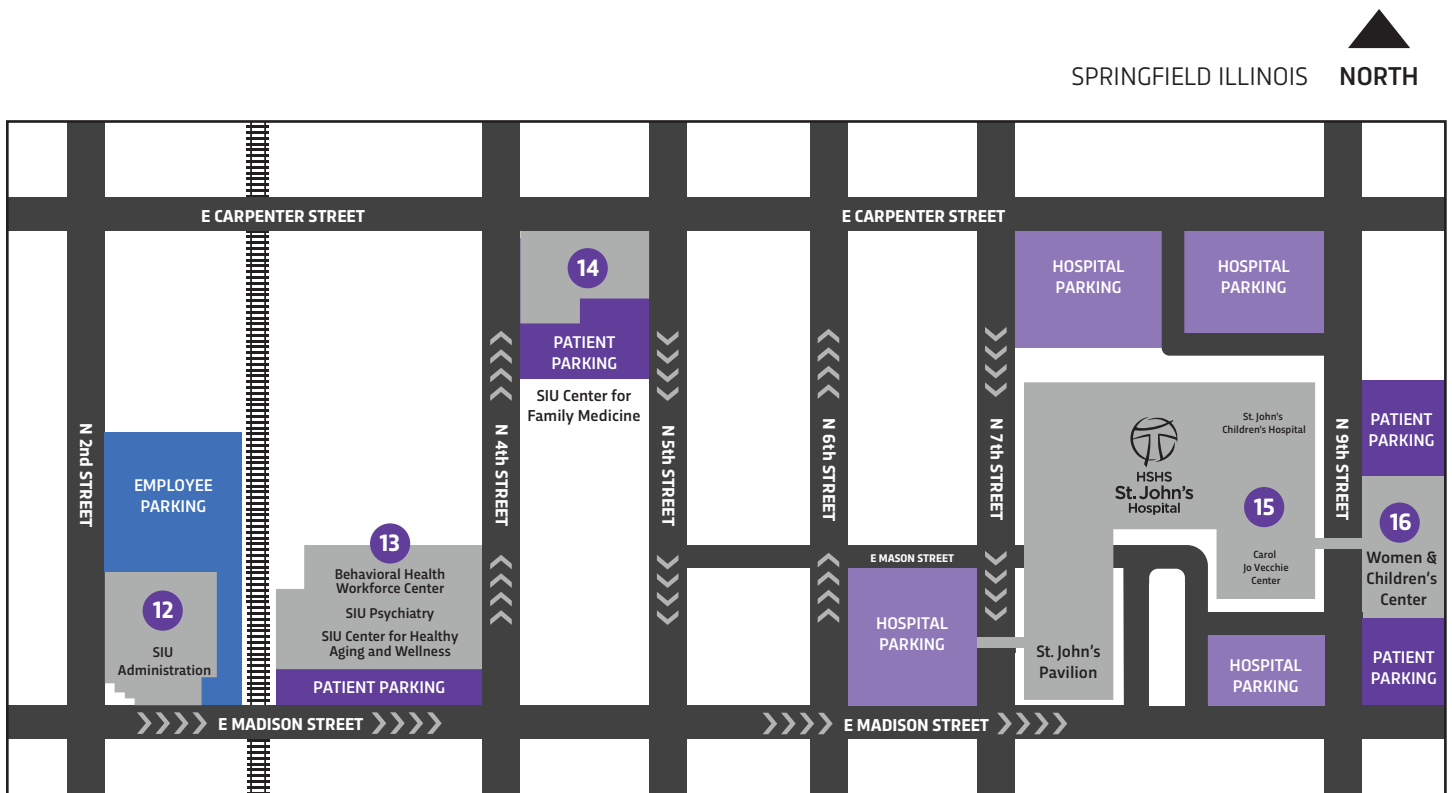 SPRINGFIELD ILLINOIS NORTH
E CARPENTER STREET
E CARPENTER STREET
14
PATIENT
PARKING
SIU Center for
Family Medicine
HOSPITAL
PARKING
HOSPITAL
PARKING
N 2nd STREET
N 4th STREET
N 5th STREET
N 6th STREET
N 7th STREET
N 9th STREET
EMPLOYEE
PARKING
12
SIU
Administration
13
Behavioral Health
Workforce Center
SIU Psychiatry
SIU Center for Healthy
Aging and Wellness
PATIENT PARKING
E MASON STREET
HOSPITAL
PARKING
HSHS
St. John's
Hospital
St. John's
Children's Hospital
15
Carol
Jo Vecchie
Center
St. John's
Pavilion
HOSPITAL
PARKING
PATIENT
PARKING
16
Women &
Children's
Center
PATIENT
PARKING
E MADISON STREET
E MADISON STREET